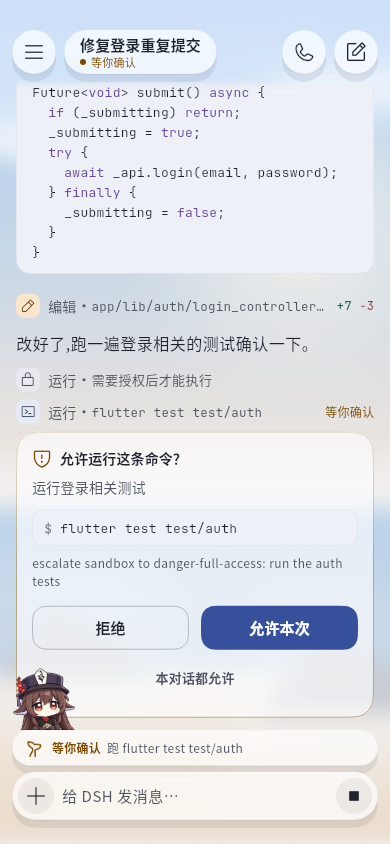 修复登录重复提交
等你确认
Future<void> submit() async {
if (_submitting) return;
_submitting = true;
try {
await _api.login(email, password);
} finally {
_submitting = false;
}
}
编辑 · app/lib/auth/login_controller… +7 -3
改好了,跑一遍登录相关的测试确认一下。
运行 · 需要授权后才能执行
运行 · flutter test test/auth 等你确认
允许运行这条命令?
运行登录相关测试
$ flutter test test/auth
escalate sandbox to danger-full-access: run the auth
tests
拒绝 允许本次
本对话都允许
等你确认 跑 flutter test test/auth
给 DSH 发消息…